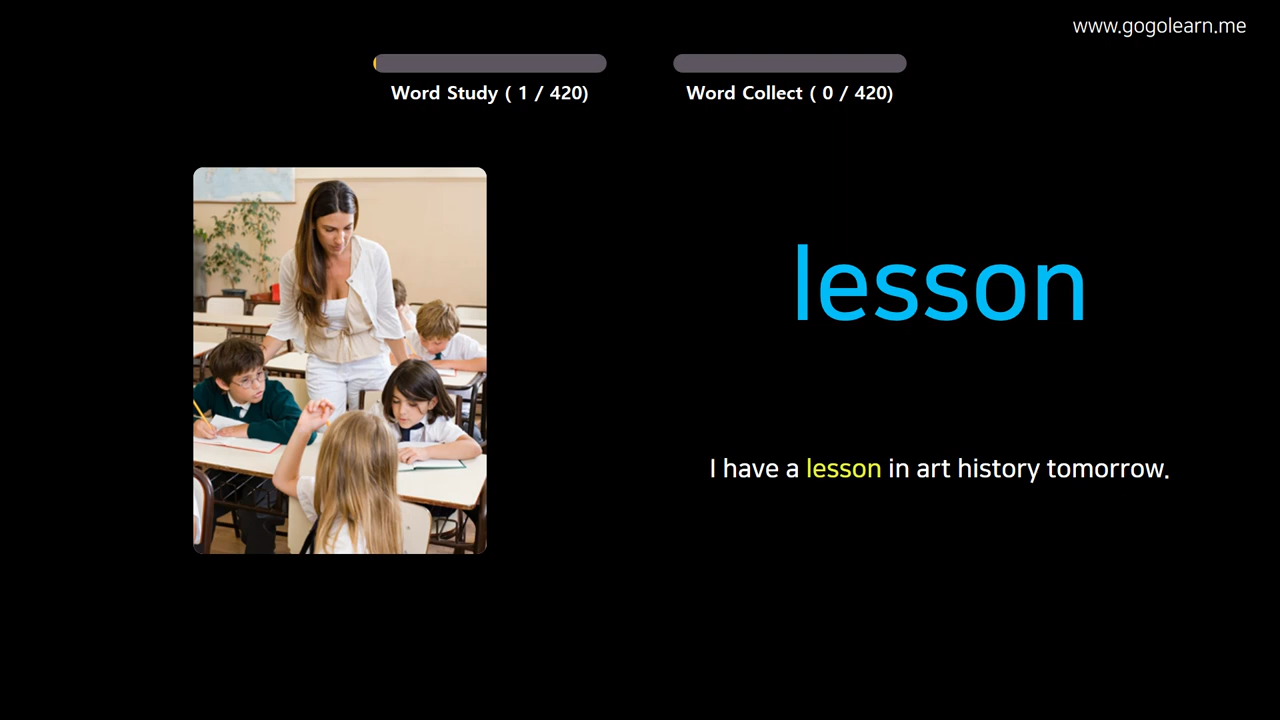 www.gogolearn.me
Word Study ( 1 / 420)
Word Collect ( 0 / 420)
lesson
I have a lesson in art history tomorrow.